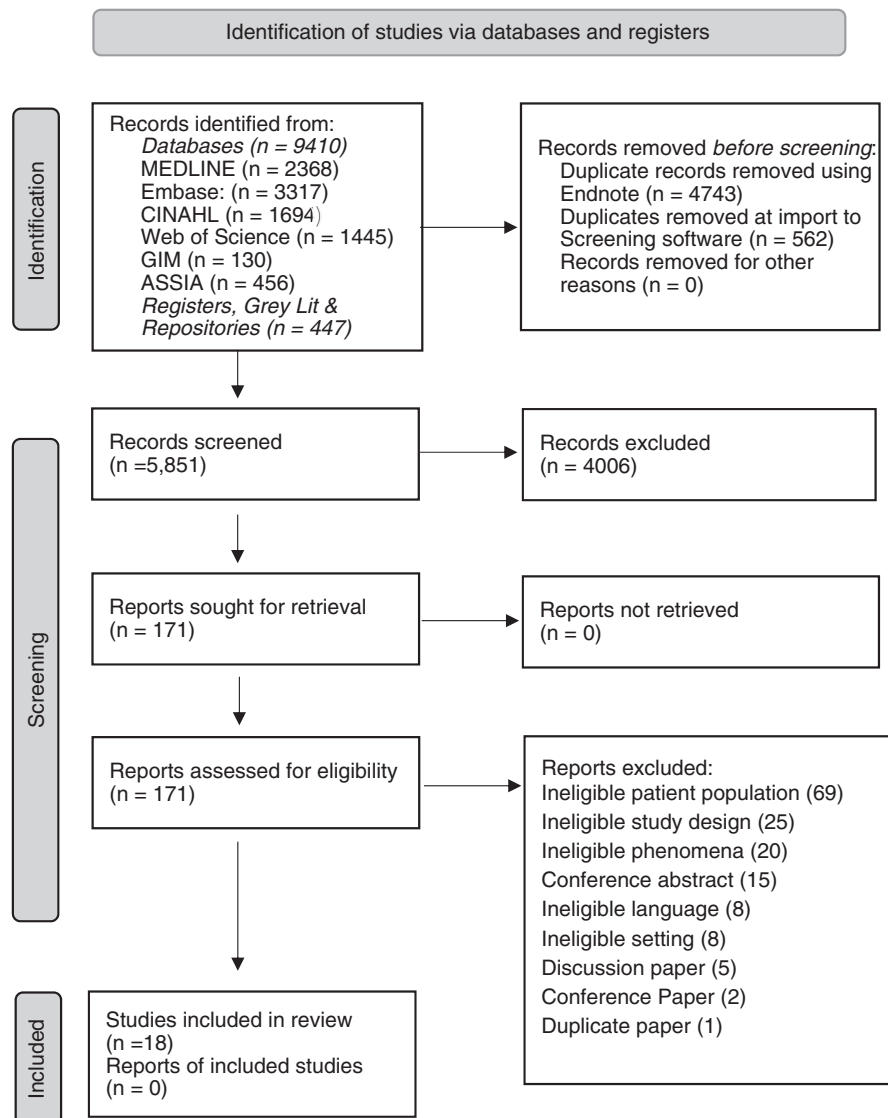 Identification of studies via databases and registers
Identification
Records identified from:
Databases (n = 9410)
MEDLINE (n = 2368)
Embase: (n = 3317)
CINAHL (n = 1694)
Web of Science (n = 1445)
GIM (n = 130)
ASSIA (n = 456)
Registers, Grey Lit &
Repositories (n = 447)
Records removed before screening:
Duplicate records removed using
Endnote (n = 4743)
Duplicates removed at import to
Screening software (n = 562)
Records removed for other
reasons (n = 0)
Screening
Records screened
(n =5,851)
Records excluded
(n = 4006)
Reports sought for retrieval
(n = 171)
Reports not retrieved
(n = 0)
Reports assessed for eligibility
(n = 171)
Reports excluded:
Ineligible patient population (69)
Ineligible study design (25)
Ineligible phenomena (20)
Conference abstract (15)
Ineligible language (8)
Ineligible setting (8)
Discussion paper (5)
Conference Paper (2)
Duplicate paper (1)
Included
Studies included in review
(n =18)
Reports of included studies
(n = 0)